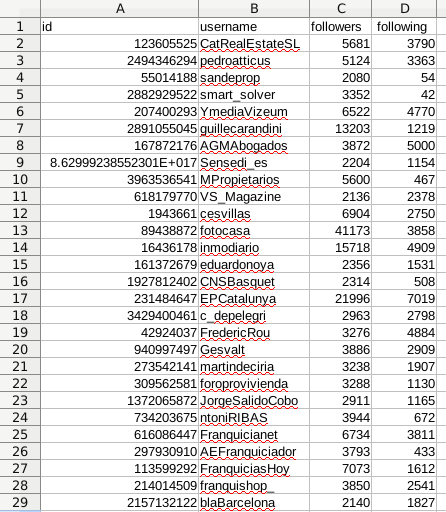 A B C D
1 id username followers following
2 123605525 CatRealEstateSL 5681 3790
3 2494346294 pedroatticus 5124 3363
4 55014188 sandeprop 2080 54
5 2882929522 smart_solver 3352 42
6 207400293 YmediaVizeum 6522 4770
7 2891055045 guillecarandini 13203 1219
8 167872176 AGMAbogados 3872 5000
9 8.62999238552301E+017 Sensedi_es 2204 1154
10 3963536541 MPropietarios 5600 467
11 618179770 VS_Magazine 2136 2378
12 1943661 cesvillas 6904 2750
13 89438872 fotocasa 41173 3858
14 16436178 inmodiario 15718 4909
15 161372679 eduardonoya 2356 1531
16 1927812402 CNSBasquet 2314 508
17 231484647 EPCatalunya 21996 7019
18 3429400461 c_depelegri 2963 2798
19 42924037 FredericRou 3276 4884
20 940997497 Gesvalt 3886 2909
21 273542141 martindeciria 3238 1907
22 309562581 foroprovivienda 3288 1130
23 1372065872 JorgeSalidoCobo 2911 1165
24 734203675 ntoniRIBAS 3944 672
25 616086447 Franquicianet 6734 3811
26 297930910 AEFranquiciador 3793 433
27 113599292 FranquiciasHoy 7073 1612
28 214014509 franquishop_ 3850 2541
29 2157132122 blaBarcelona 2140 1827